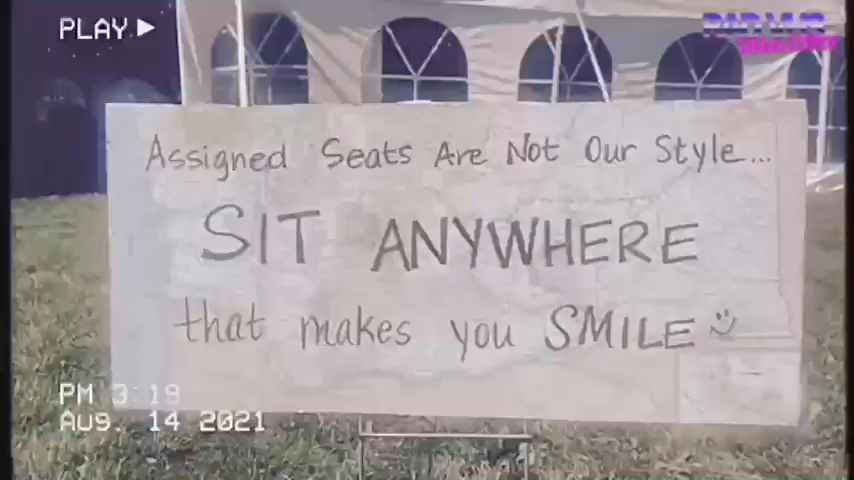 PLAY
Assigned Seats Are Not Our Style...
SIT ANYWHERE
that makes you SMILE
PM 3:19
AUG. 14 2021